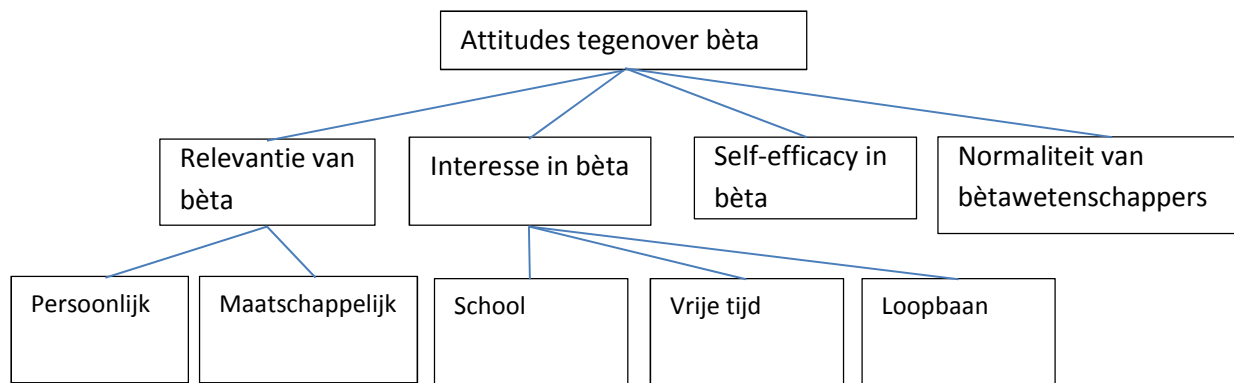 Attitudes tegenover bèta
Relevantie van
bèta
Interesse in bèta
Self-efficacy in
bèta
Normaliteit van
bètawetenschappers
Persoonlijk
Maatschappelijk
School
Vrije tijd
Loopbaan